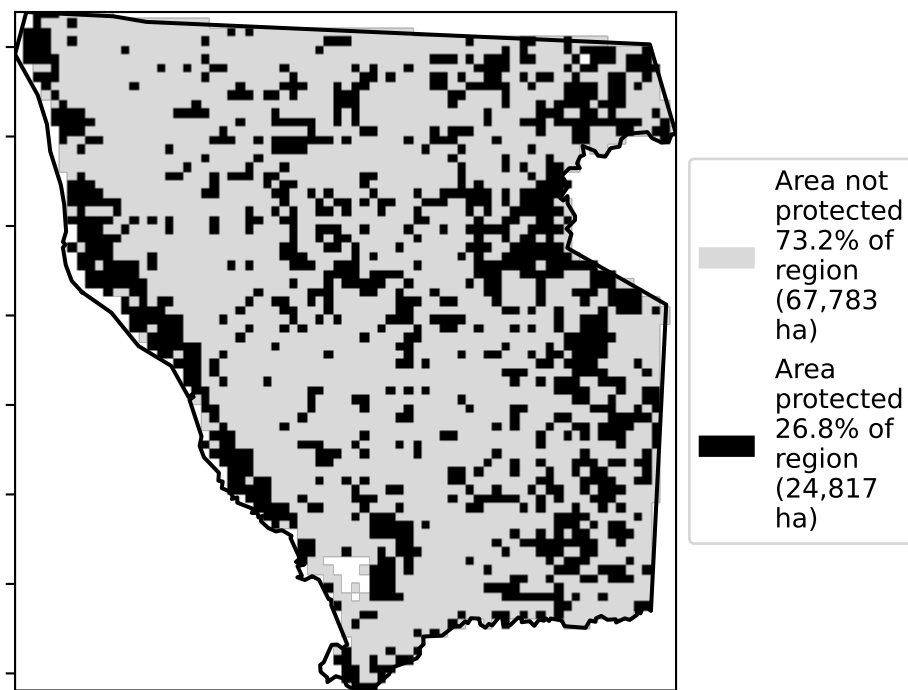 Area not
protected
73.2% of
region
(67,783
ha)
Area
protected
26.8% of
region
(24,817
ha)